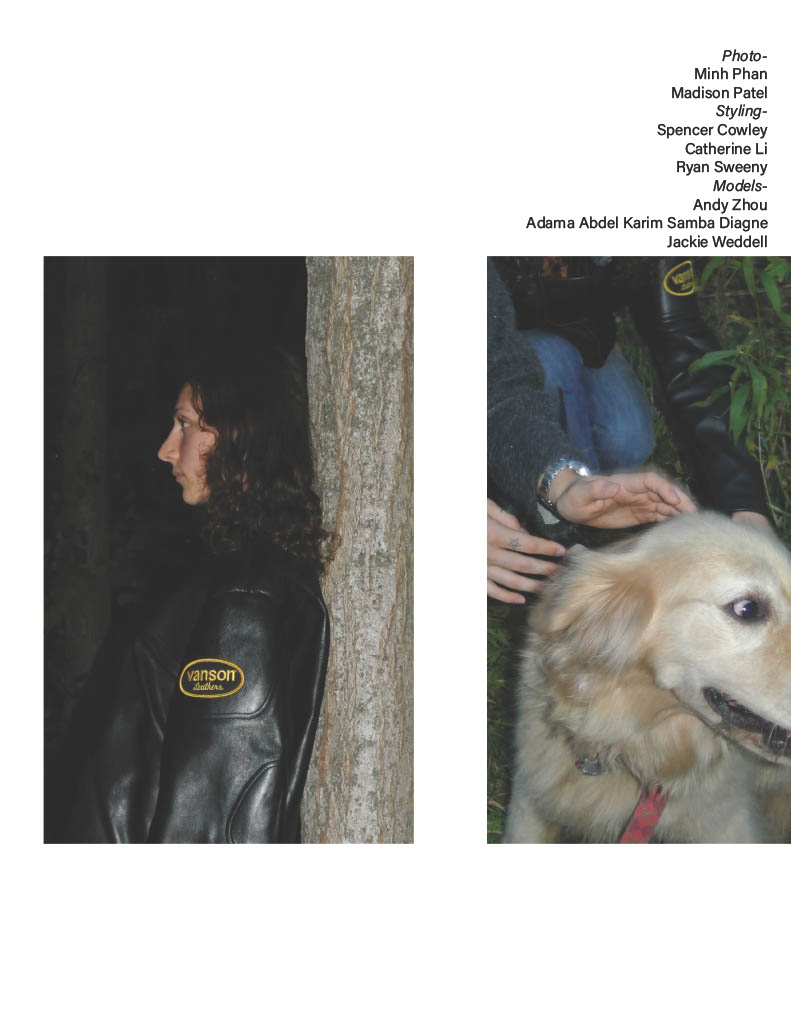 Photo-
Minh Phan
Madison Patel
Styling-
Spencer Cowley
Catherine Li
Ryan Sweeny
Models-
Andy Zhou
Adama Abdel Karim Samba Diagne
Jackie Weddell
vanson
Leathers
vanson